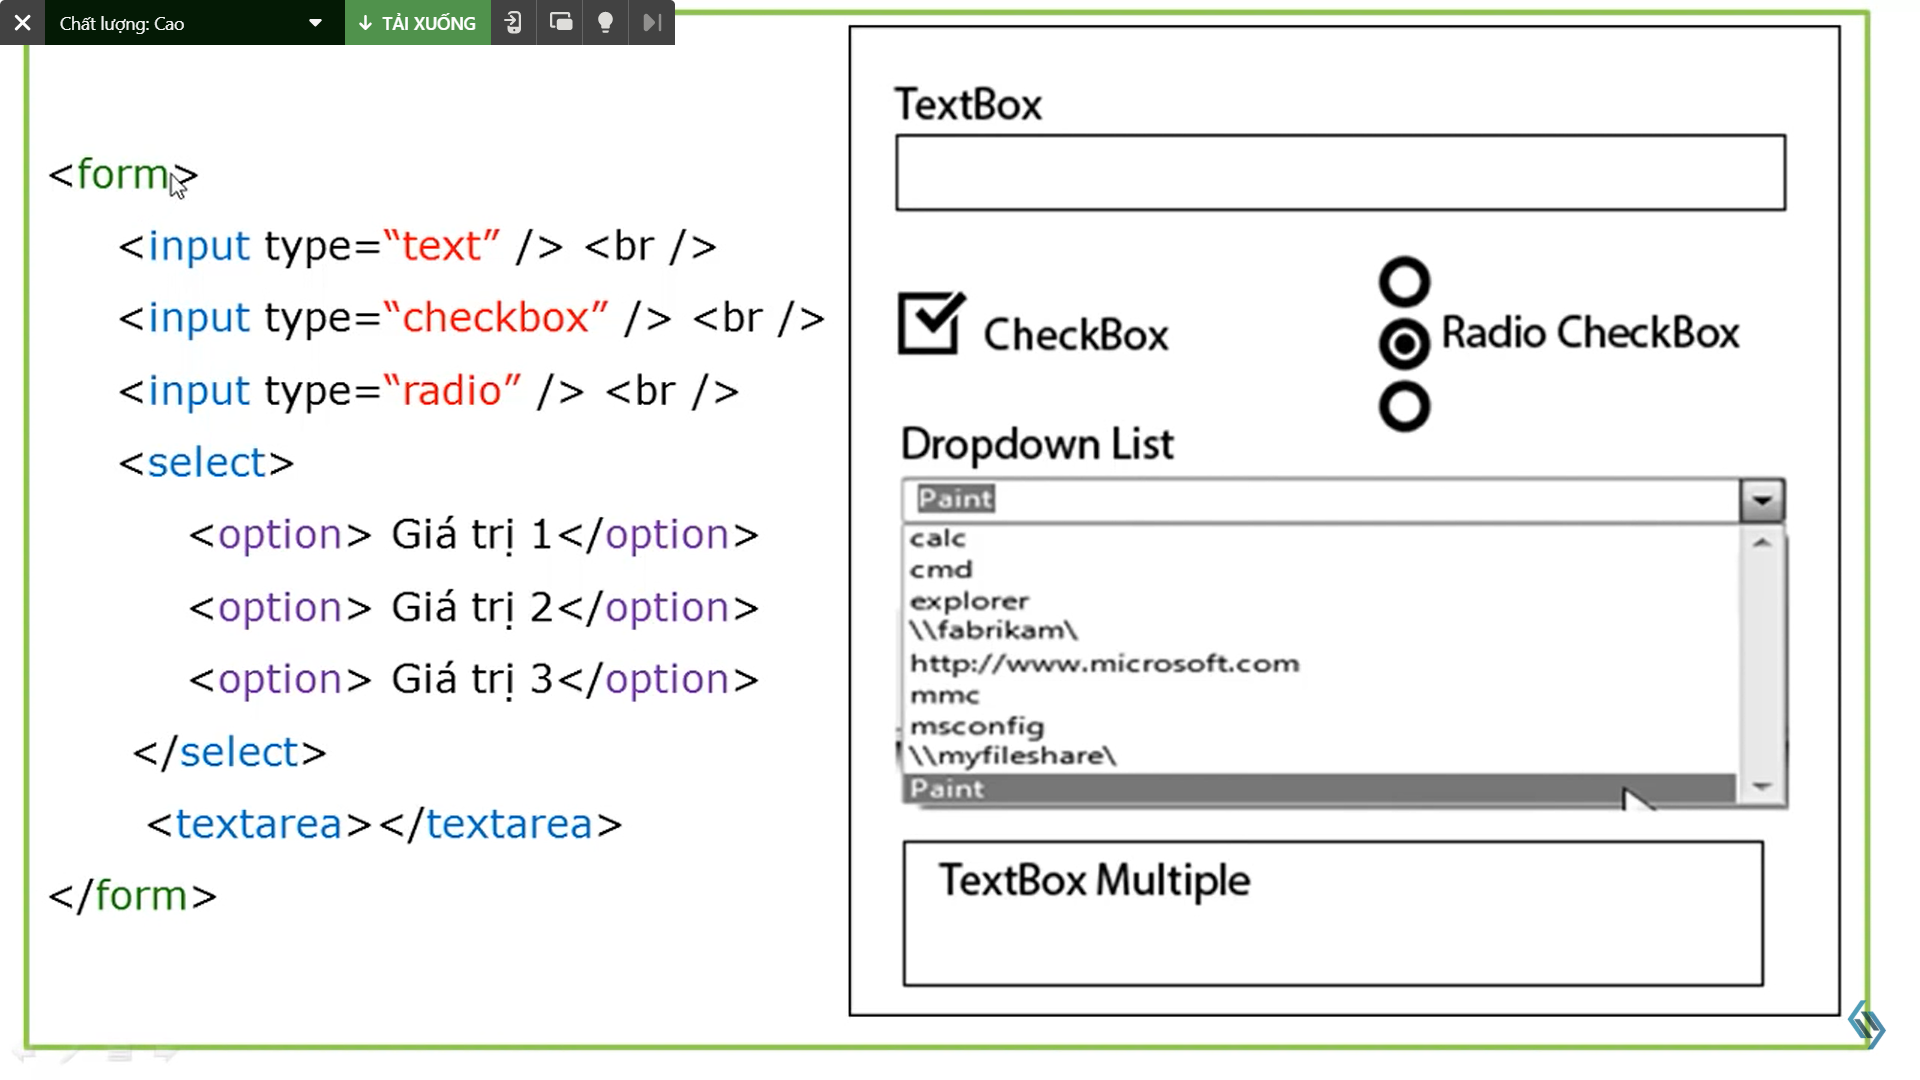 Chất lượng: Cao
TẢI XUỐNG
<form>
<input type=“text” /> <br />
<input type=“checkbox” /> <br />
<input type=“radio” /> <br />
<select>
<option> Giá trị 1</option>
<option> Giá trị 2</option>
<option> Giá trị 3</option>
</select>
<textarea></textarea>
</form>
TextBox
CheckBox
Radio CheckBox
Dropdown List
Paint
calc
cmd
explorer
\\fabrikam\
http://www.microsoft.com
mmc
msconfig
\\myfileshare\
Paint
TextBox Multiple